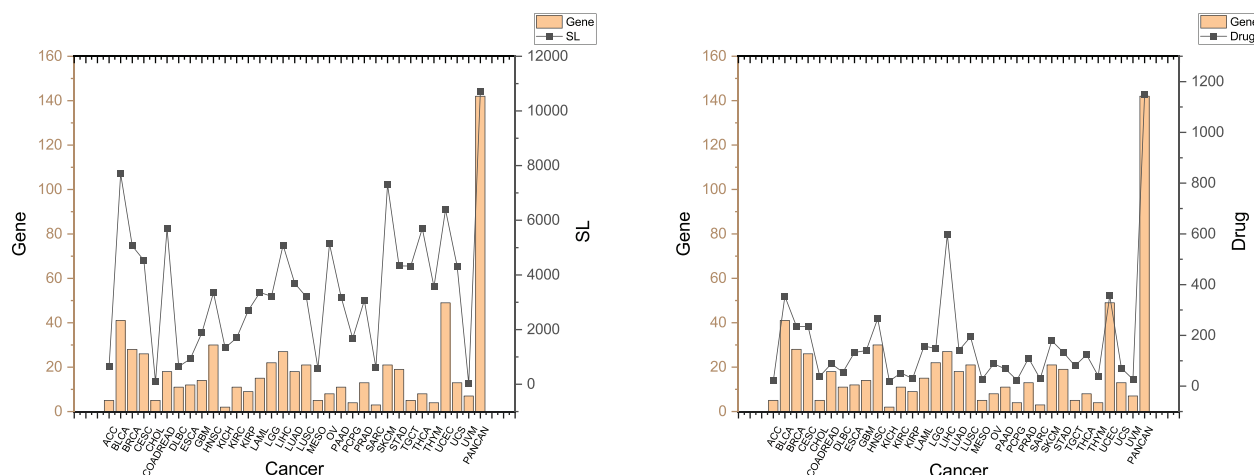 Gene
SL
160
140
120
100
80
60
40
20
0
Gene
12000
10000
8000
6000
4000
2000
0
SL
ACC
BLCA
BRCA
CESC
CHOL
COADREAD
DLBC
ESCA
GBM
HNSC
KICH
KIRC
KIRP
LAML
LGG
LIHC
LUAD
LUSC
MESO
OV
PAAD
PCPG
PRAD
SARC
SKCM
STAD
TGCT
THCA
THYM
UCEC
UCS
UVM
PANCAN
Cancer
Gene
Drug
160
140
120
100
80
60
40
20
0
Gene
1200
1000
800
600
400
200
0
Drug
ACC
BLCA
BRCA
CESC
CHOL
COADREAD
DLBC
ESCA
GBM
HNSC
KICH
KIRC
KIRP
LAML
LGG
LIHC
LUAD
LUSC
MESO
OV
PAAD
PCPG
PRAD
SARC
SKCM
STAD
TGCT
THCA
THYM
UCEC
UCS
UVM
PANCAN
Cancer